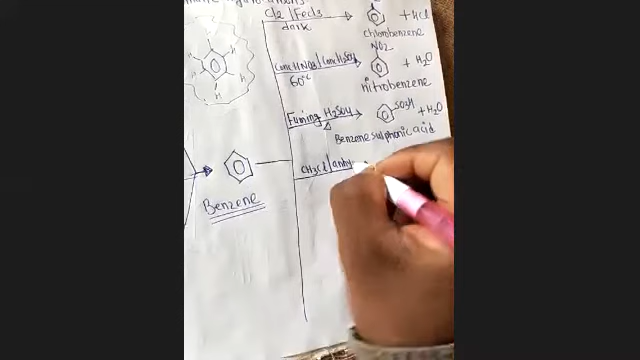 Cl2 / FeCl3
dark
+ HCl
chlorobenzene
H
H
H
H
Conc HNO3 / Conc H2SO4
60°C
NO2
+ H2O
nitrobenzene
Fuming H2SO4
Δ
SO3H
+ H2O
Benzene sulphonic acid
CH3Cl / anhy
Benzene